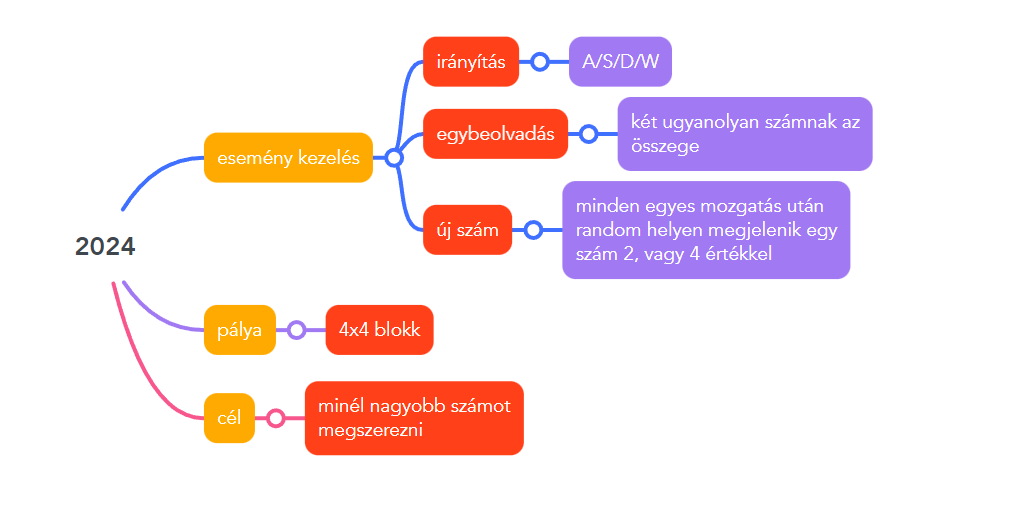 2024
esemény kezelés
irányítás
A/S/D/W
egybeolvadás
két ugyanolyan számnak az
összege
új szám
minden egyes mozgatás után
random helyen megjelenik egy
szám 2, vagy 4 értékkel
pálya
4x4 blokk
cél
minél nagyobb számot
megszerezni